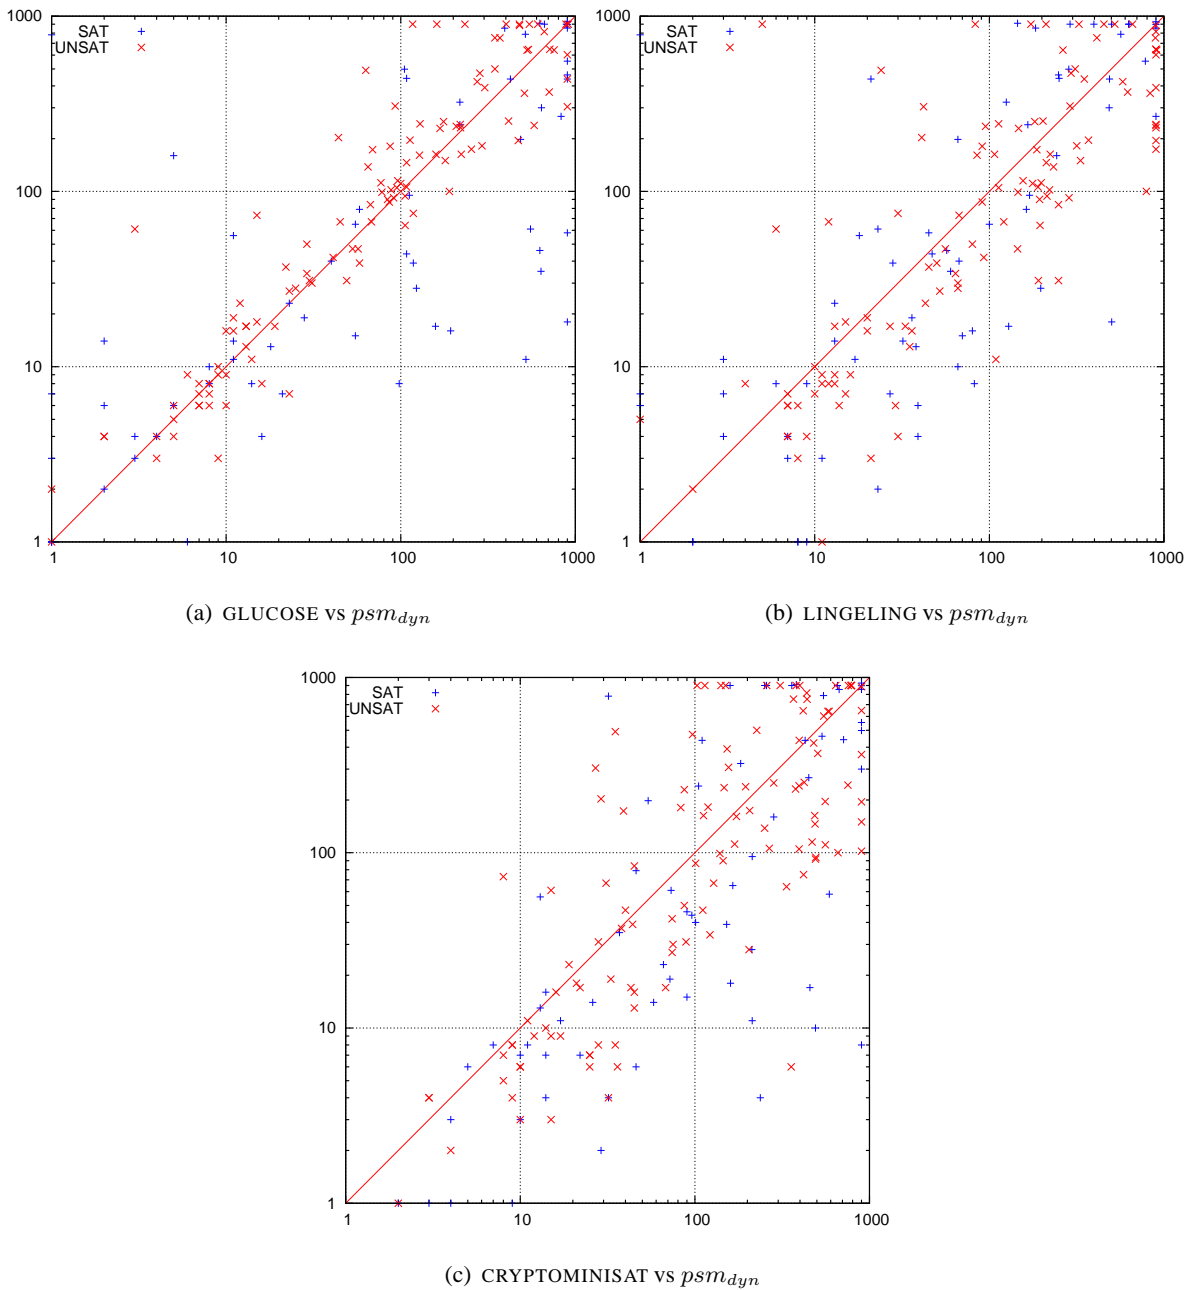 1000
SAT
UNSAT
100
10
1
1 10 100 1000
(a) GLUCOSE vs psm_dyn
1000
SAT
UNSAT
100
10
1
1 10 100 1000
(b) LINGELING vs psm_dyn
1000
SAT
UNSAT
100
10
1
1 10 100 1000
(c) CRYPTOMINISAT vs psm_dyn